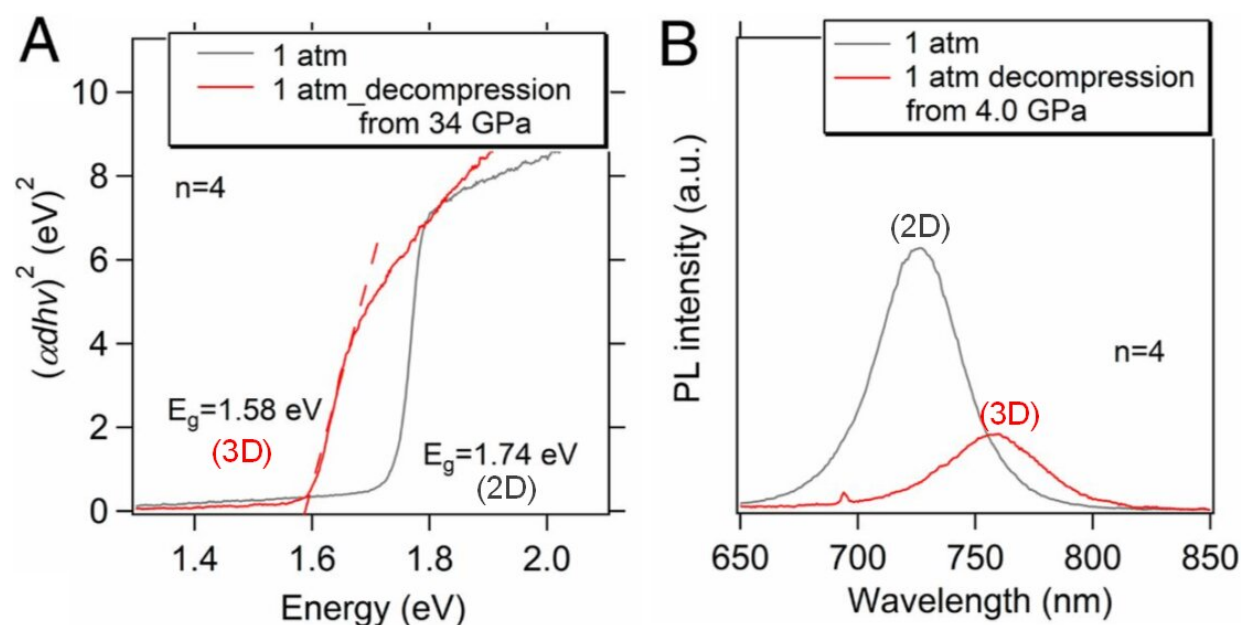 A
1 atm
1 atm_decompression
from 34 GPa
10
8
6
4
2
0
(αdhν)² (eV)²
n=4
E_g=1.58 eV
(3D)
E_g=1.74 eV
(2D)
1.4 1.6 1.8 2.0
Energy (eV)
B
1 atm
1 atm decompression
from 4.0 GPa
PL intensity (a.u.)
(2D)
n=4
(3D)
650 700 750 800 850
Wavelength (nm)